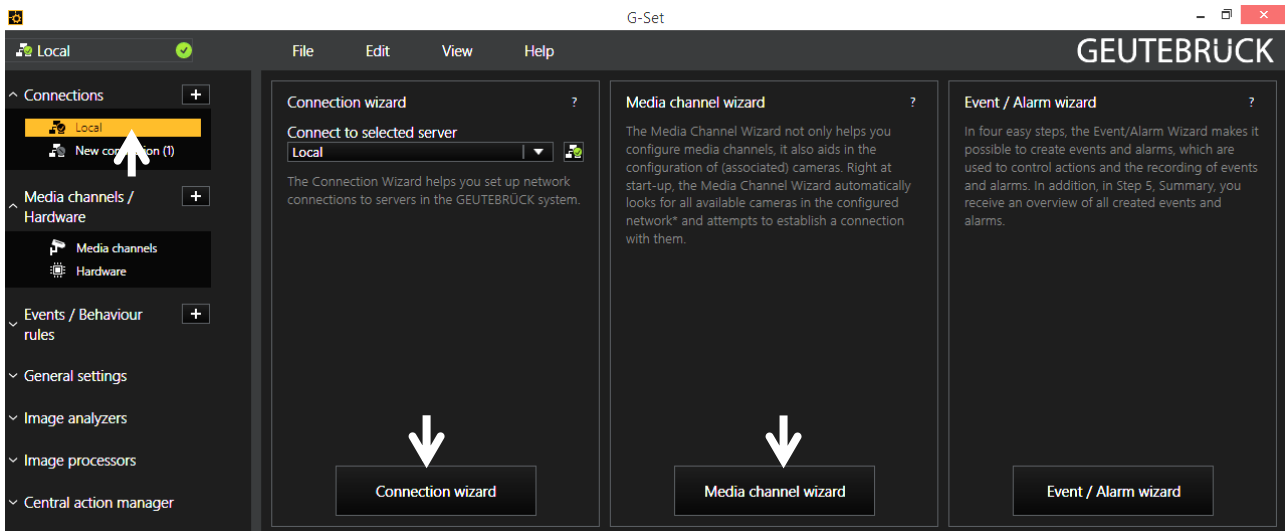 G-Set
Local
File Edit View Help
GEUTEBRÜCK
Connections
Local
New connection (1)
Media channels /
Hardware
Media channels
Hardware
Events / Behaviour
rules
General settings
Image analyzers
Image processors
Central action manager
Connection wizard ?
Connect to selected server
Local
The Connection Wizard helps you set up network
connections to servers in the GEUTEBRÜCK system.
Connection wizard
Media channel wizard ?
The Media Channel Wizard not only helps you
configure media channels, it also aids in the
configuration of (associated) cameras. Right at
start-up, the Media Channel Wizard automatically
looks for all available cameras in the configured
network* and attempts to establish a connection
with them.
Media channel wizard
Event / Alarm wizard ?
In four easy steps, the Event/Alarm Wizard makes it
possible to create events and alarms, which are
used to control actions and the recording of events
and alarms. In addition, in Step 5, Summary, you
receive an overview of all created events and
alarms.
Event / Alarm wizard